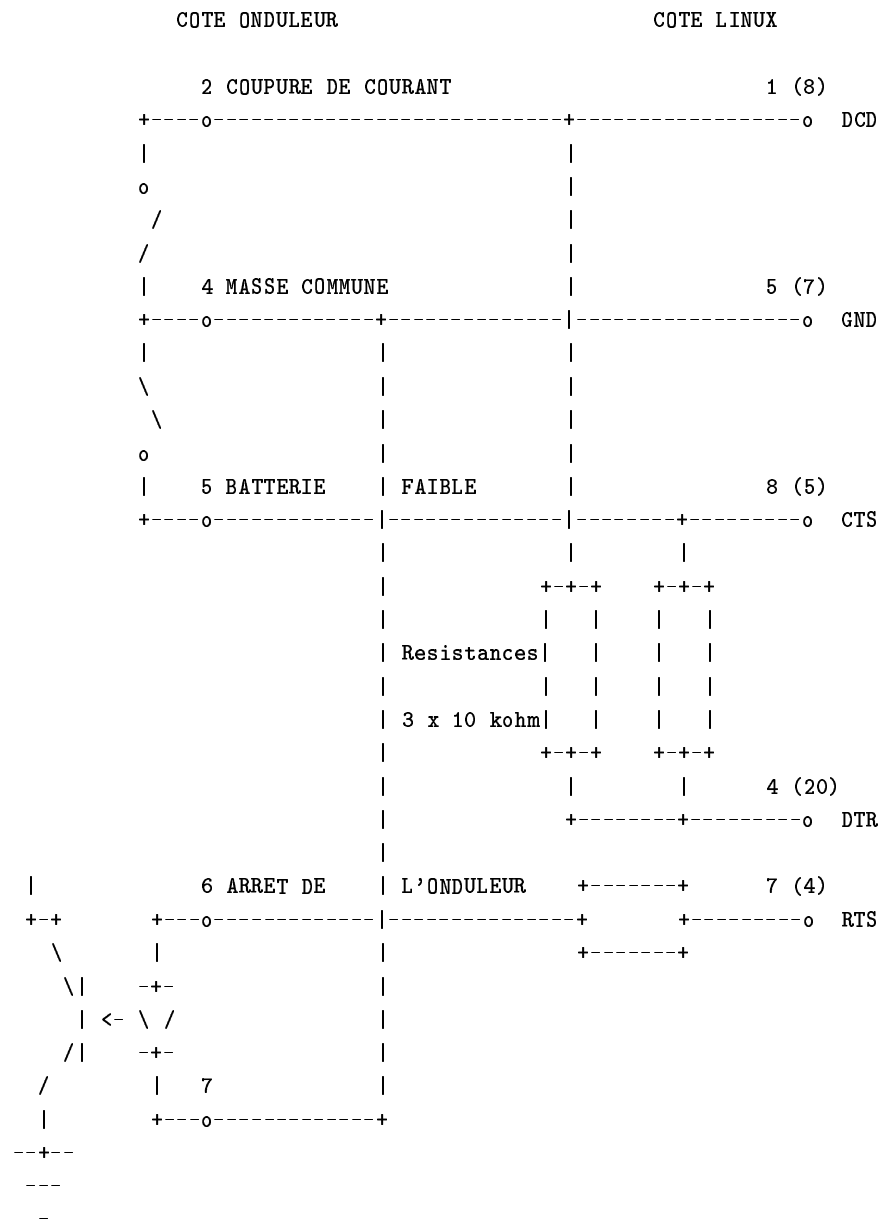 COTE ONDULEUR COTE LINUX
2 COUPURE DE COURANT 1 (8)
DCD
4 MASSE COMMUNE 5 (7)
GND
5 BATTERIE FAIBLE 8 (5)
CTS
Resistances
3 x 10 kohm
4 (20)
DTR
6 ARRET DE L'ONDULEUR 7 (4)
RTS
7